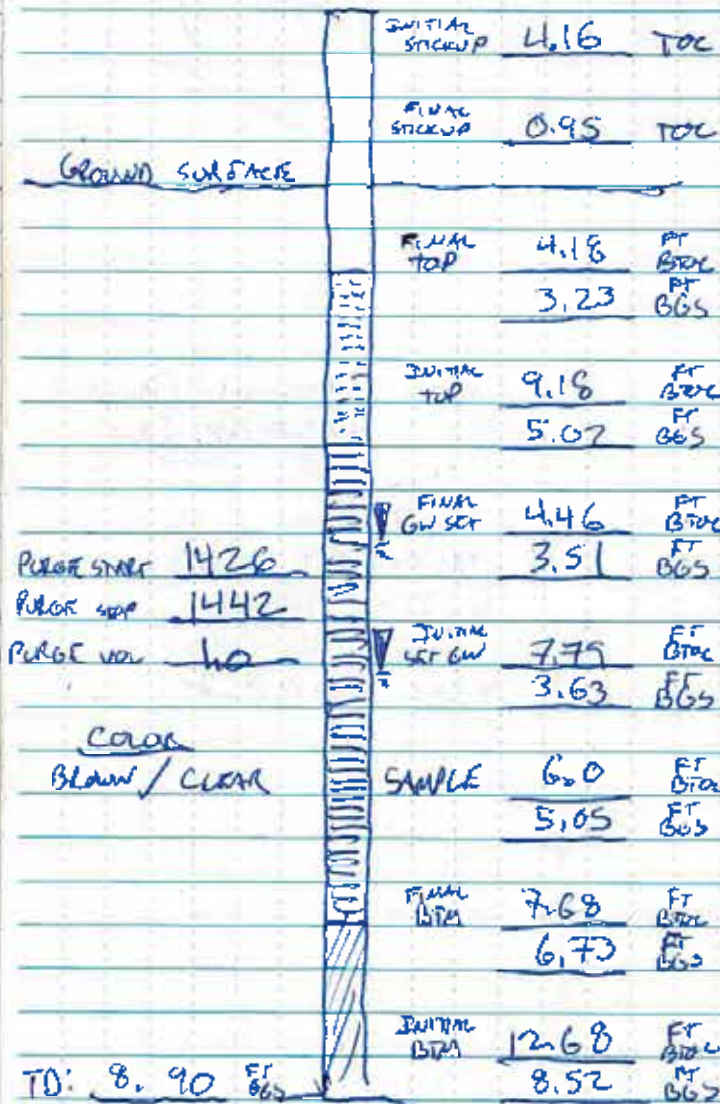 INITIAL
STICKUP 4.16 TOC
FINAL
STICKUP 0.95 TOC
GROUND SURFACE
FINAL
TOP 4.18 FT BTOC
3.23 FT BGS
INITIAL
TOP 9.18 FT BTOC
5.02 FT BGS
FINAL
GW SET 4.46 FT BTOC
3.51 FT BGS
PURGE START 1426
PURGE STOP 1442
PURGE VOL
INITIAL
SET GW 7.79 FT BTOC
3.63 FT BGS
COLOR
BROWN / CLEAR
SAMPLE 6.0 FT BTOC
5.05 FT BGS
FINAL
BTM 7.68 FT BTOC
6.73 FT BGS
INITIAL
BTM 12.68 FT BTOC
8.52 FT BGS
TD: 8.90 FT BGS